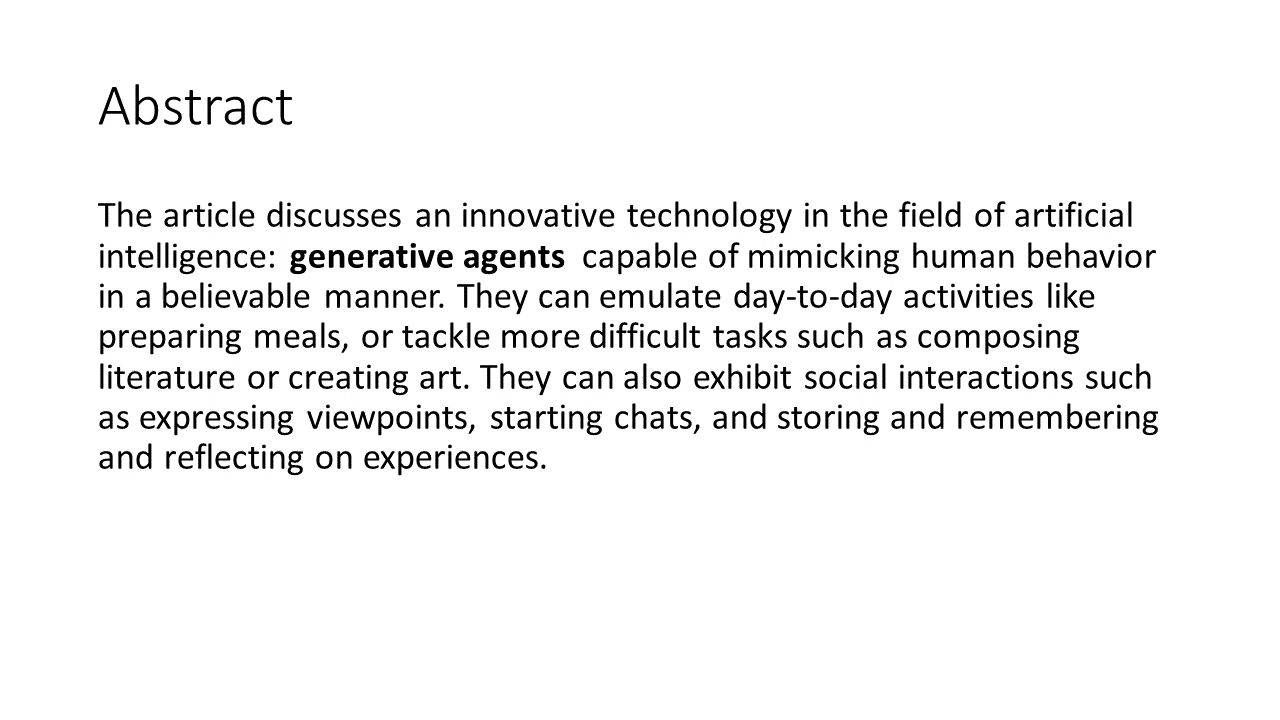 Abstract
The article discusses an innovative technology in the field of artificial
intelligence: generative agents capable of mimicking human behavior
in a believable manner. They can emulate day-to-day activities like
preparing meals, or tackle more difficult tasks such as composing
literature or creating art. They can also exhibit social interactions such
as expressing viewpoints, starting chats, and storing and remembering
and reflecting on experiences.